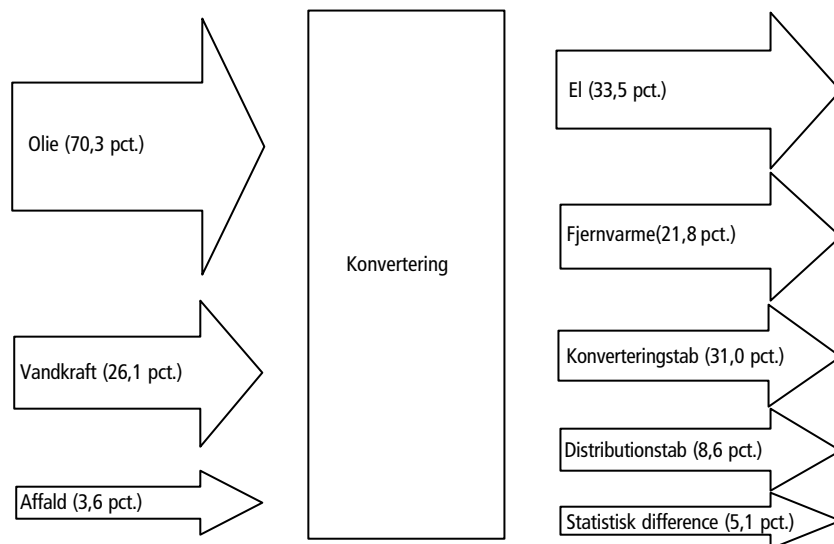 Olie (70,3 pct.)
Vandkraft (26,1 pct.)
Affald (3,6 pct.)
Konvertering
El (33,5 pct.)
Fjernvarme(21,8 pct.)
Konverteringstab (31,0 pct.)
Distributionstab (8,6 pct.)
Statistisk difference (5,1 pct.)